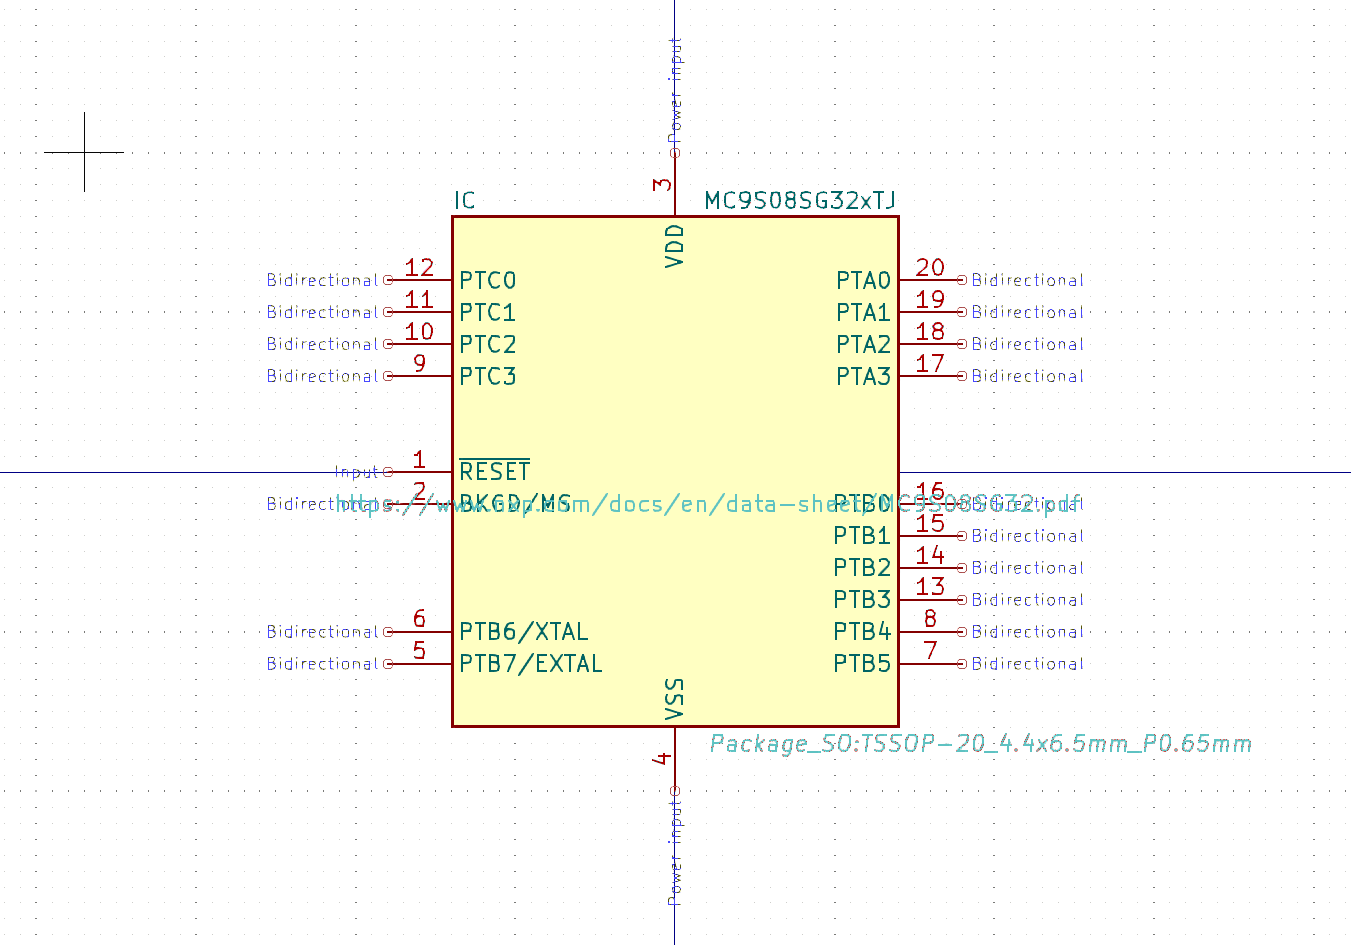 Power input
3
IC MC9S08SG32xTJ
VDD
Bidirectional 12 PTC0 PTA0 20 Bidirectional
Bidirectional 11 PTC1 PTA1 19 Bidirectional
Bidirectional 10 PTC2 PTA2 18 Bidirectional
Bidirectional 9 PTC3 PTA3 17 Bidirectional
Input 1 RESET
Bidirectional 2 BKGD/MS PTB0 16 Bidirectional
https://www.nxp.com/docs/en/data-sheet/MC9S08SG32.pdf
PTB1 15 Bidirectional
PTB2 14 Bidirectional
PTB3 13 Bidirectional
Bidirectional 6 PTB6/XTAL PTB4 8 Bidirectional
Bidirectional 5 PTB7/EXTAL PTB5 7 Bidirectional
VSS
Package_SO:TSSOP-20_4.4x6.5mm_P0.65mm
4
Power input